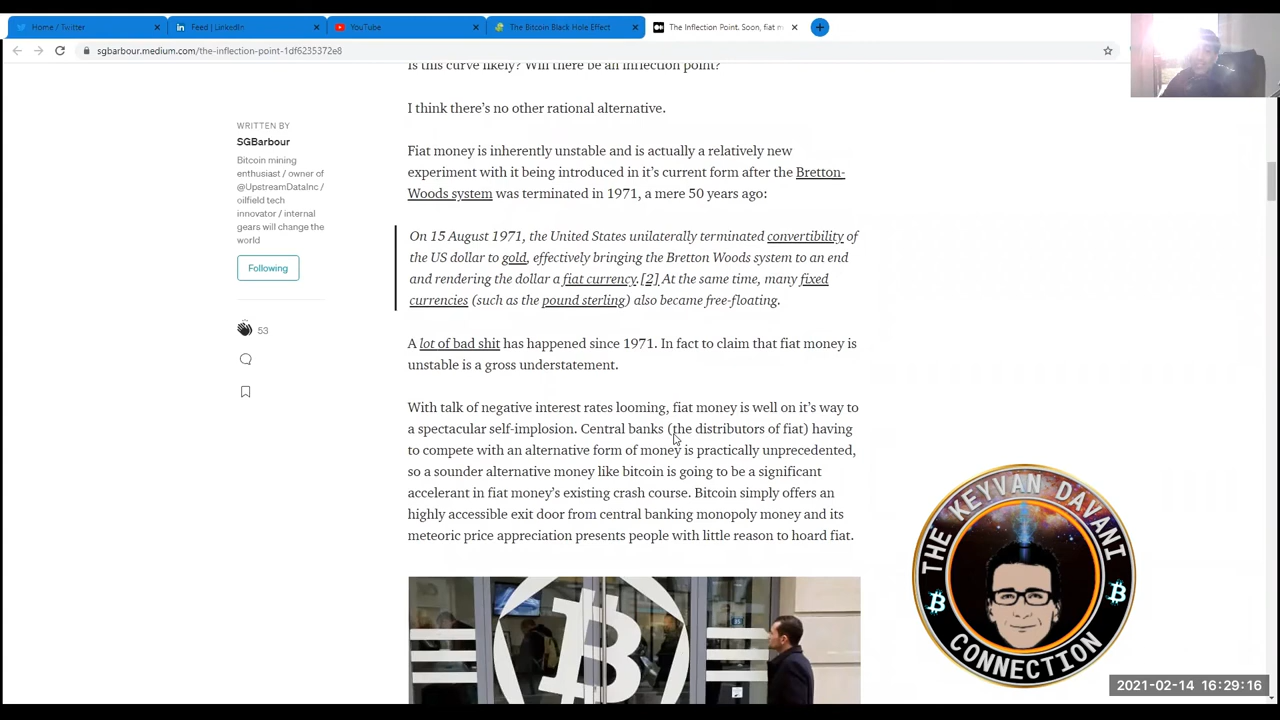 Home / Twitter
Feed | LinkedIn
YouTube
The Bitcoin Black Hole Effect
The Inflection Point. Soon, fiat m
sgbarbour.medium.com/the-inflection-point-1df6235372e8
Is this curve likely? Will there be an inflection point?
I think there's no other rational alternative.
WRITTEN BY
SGBarbour
Bitcoin mining
enthusiast / owner of
@UpstreamDataInc /
oilfield tech
innovator / internal
gears will change the
world
Following
53
Fiat money is inherently unstable and is actually a relatively new
experiment with it being introduced in it's current form after the Bretton-
Woods system was terminated in 1971, a mere 50 years ago:
On 15 August 1971, the United States unilaterally terminated convertibility of
the US dollar to gold, effectively bringing the Bretton Woods system to an end
and rendering the dollar a fiat currency.[2] At the same time, many fixed
currencies (such as the pound sterling) also became free-floating.
A lot of bad shit has happened since 1971. In fact to claim that fiat money is
unstable is a gross understatement.
With talk of negative interest rates looming, fiat money is well on it's way to
a spectacular self-implosion. Central banks (the distributors of fiat) having
to compete with an alternative form of money is practically unprecedented,
so a sounder alternative money like bitcoin is going to be a significant
accelerant in fiat money's existing crash course. Bitcoin simply offers an
highly accessible exit door from central banking monopoly money and its
meteoric price appreciation presents people with little reason to hoard fiat.
THE KEYVAN DAVANI
CONNECTION
2021-02-14 16:29:16